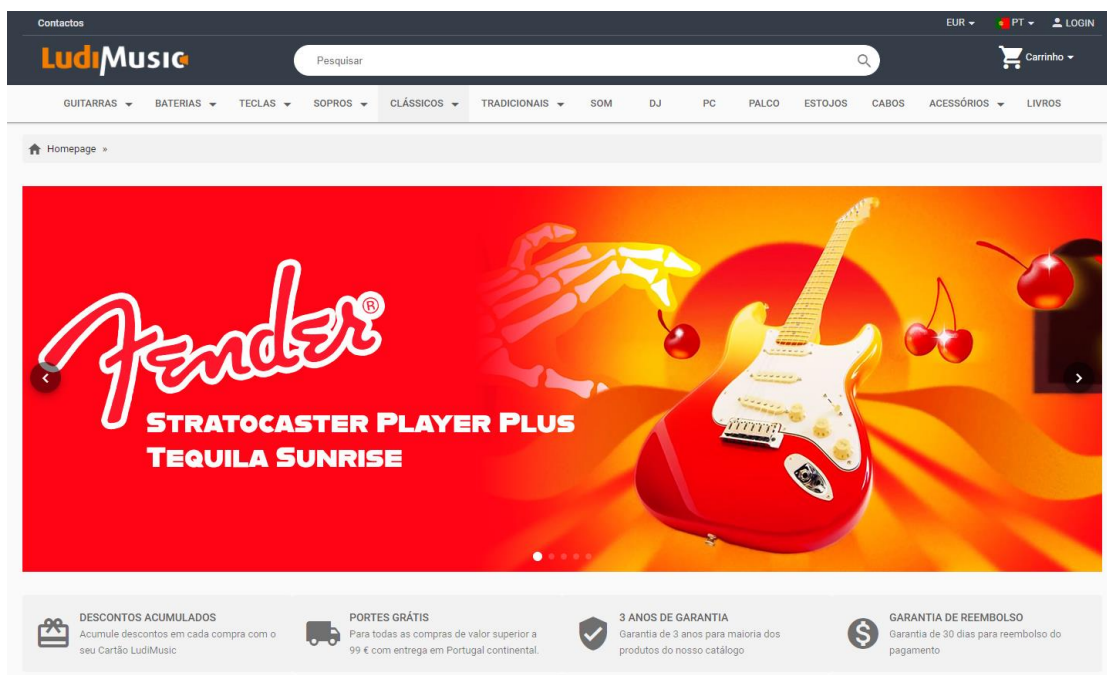 Contactos
EUR
PT
LOGIN
LudiMusic
Pesquisar
Carrinho
GUITARRAS
BATERIAS
TECLAS
SOPROS
CLÁSSICOS
TRADICIONAIS
SOM
DJ
PC
PALCO
ESTOJOS
CABOS
ACESSÓRIOS
LIVROS
Homepage »
Fender®
STRATOCASTER PLAYER PLUS
TEQUILA SUNRISE
DESCONTOS ACUMULADOS
Acumule descontos em cada compra com o
seu Cartão LudiMusic
PORTES GRÁTIS
Para todas as compras de valor superior a
99 € com entrega em Portugal continental.
3 ANOS DE GARANTIA
Garantia de 3 anos para maioria dos
produtos do nosso catálogo
GARANTIA DE REEMBOLSO
Garantia de 30 dias para reembolso do
pagamento